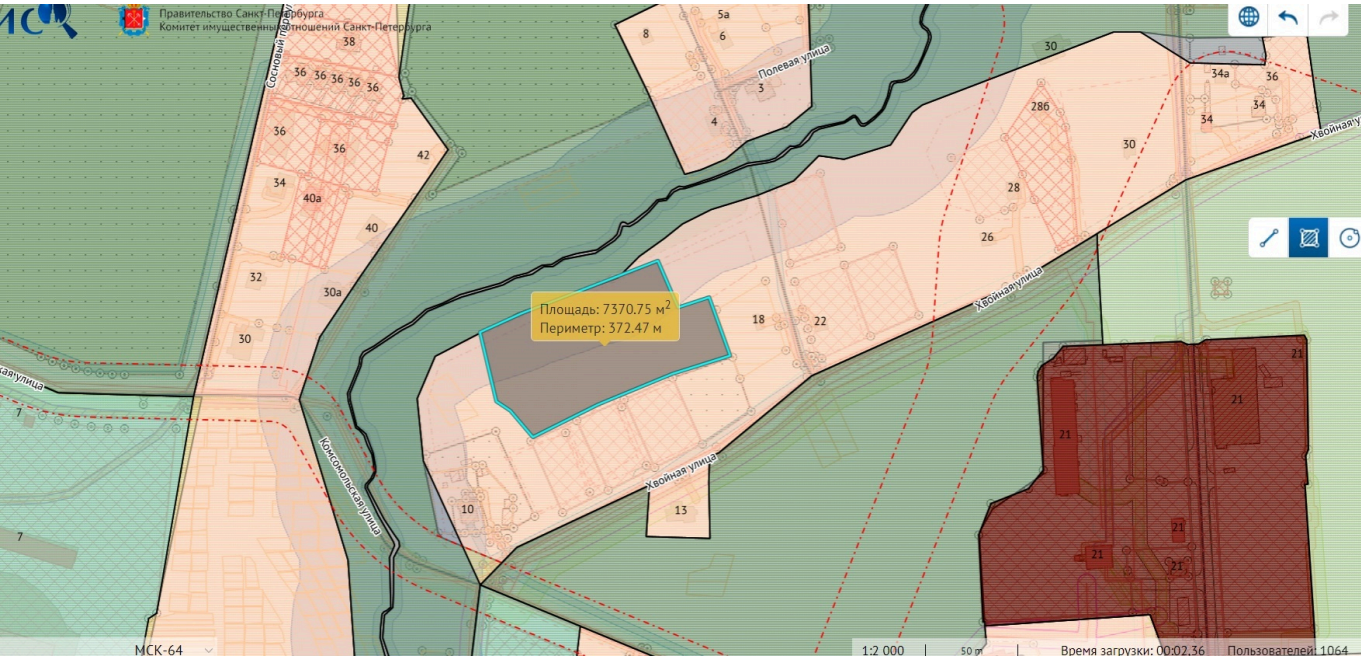 ИС
Правительство Санкт-Петербурга
Комитет имущественных отношений Санкт-Петербурга
Сосновый
38
36 36 36 36 36
36
36
42
34
40а
40
32
30а
30
8
5а
6
Полевая улица
3
4
30
34а
36
34
34
Хвойная
28б
30
28
26
Хвойная улица
18
22
Площадь: 7370.75 м²
Периметр: 372.47 м
улица
7
7
Комсомольская улица
10
Хвойная улица
13
21
21
21
21
21
21
МСК-64
1:2 000
50 m
Время загрузки: 00:02,36
Пользователей: 1064